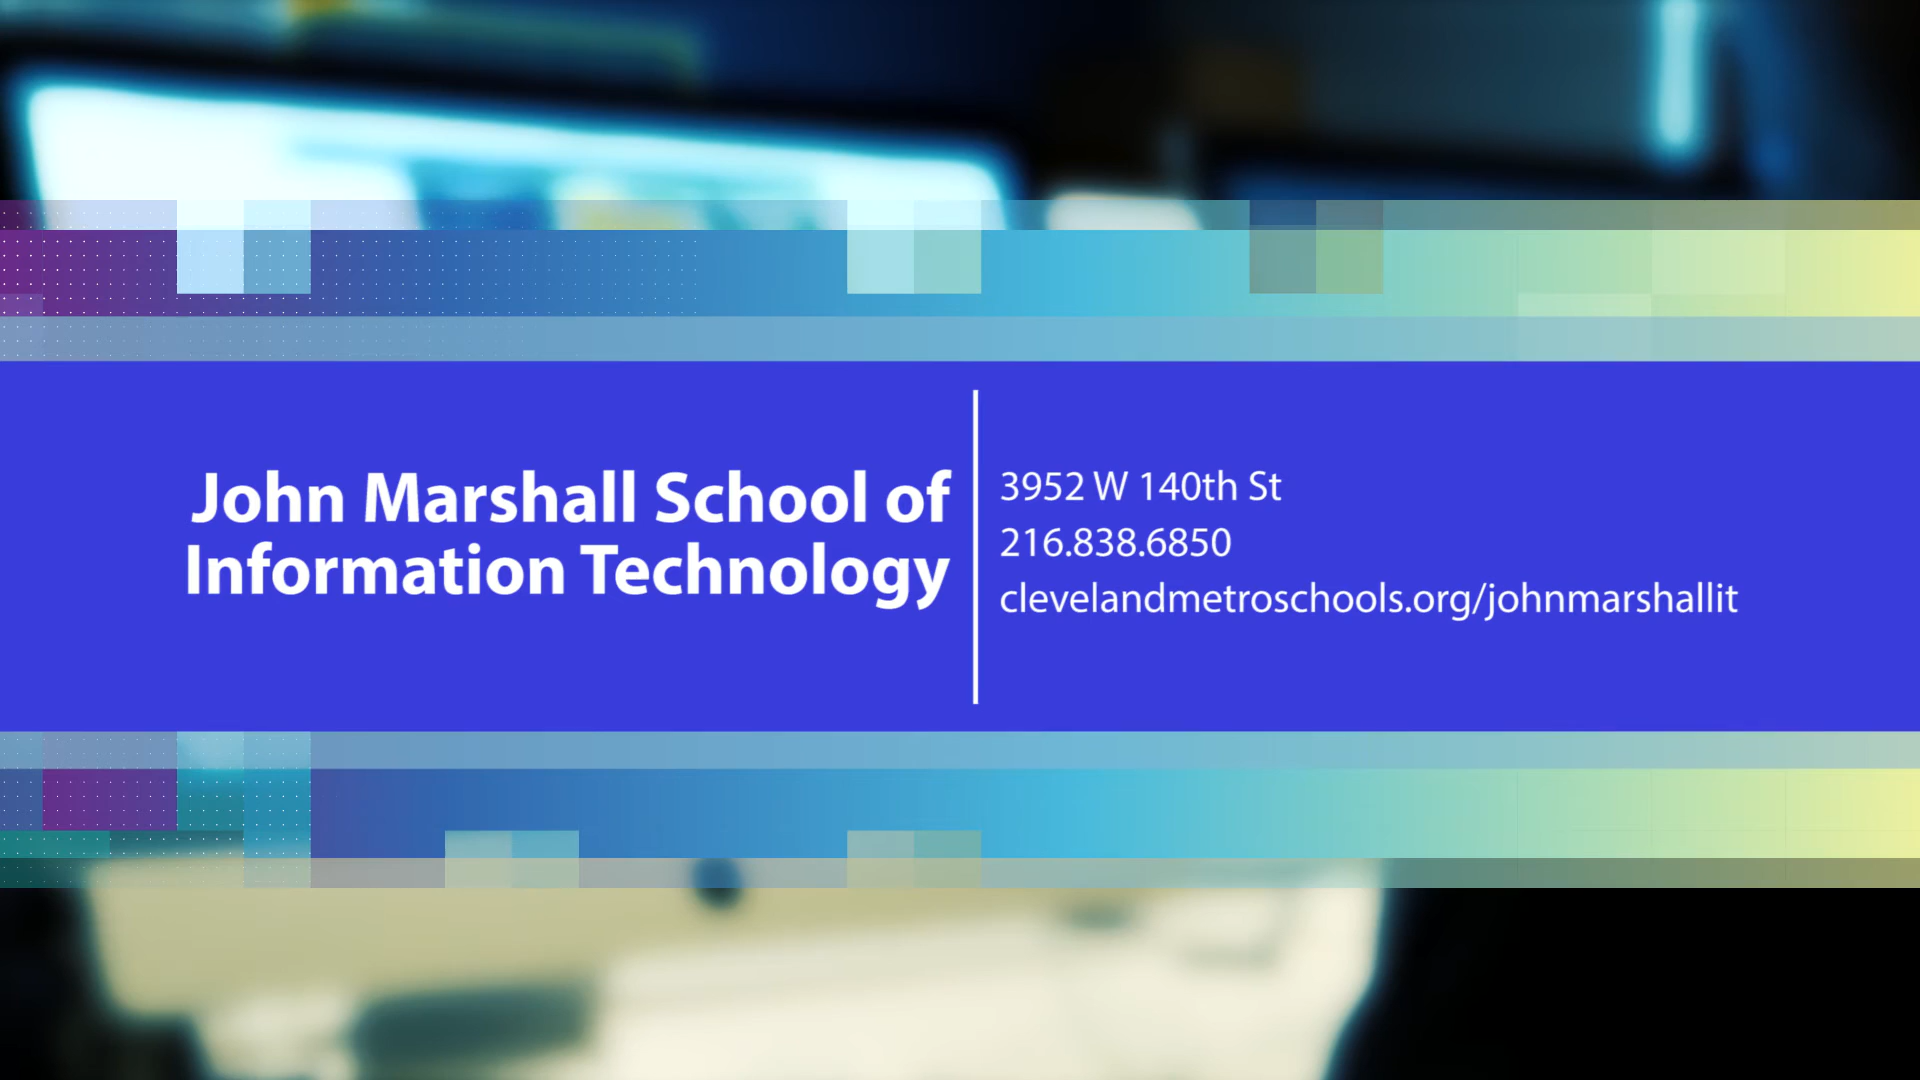 John Marshall School of
Information Technology
3952 W 140th St
216.838.6850
clevelandmetroschools.org/johnmarshallit